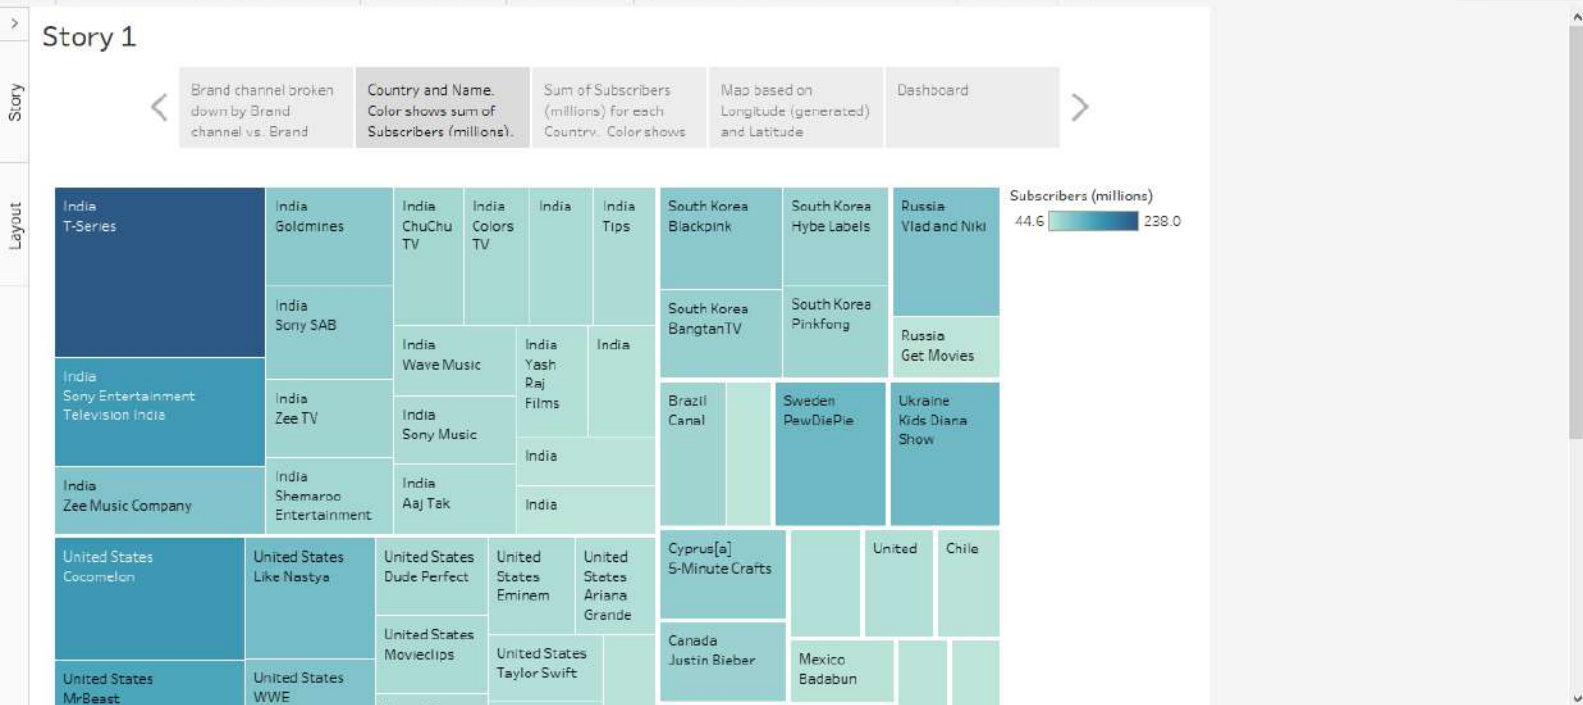 Story 1
Story
Layout
Brand channel broken
down by Brand
channel vs. Brand
Country and Name.
Color shows sum of
Subscribers (millions).
Sum of Subscribers
(millions) for each
Country. Color shows
Map based on
Longitude (generated)
and Latitude
Dashboard
India
T-Series
India
Sony Entertainment
Television India
India
Zee Music Company
India
Goldmines
India
Sony SAB
India
Zee TV
India
Shemaroo
Entertainment
India
ChuChu
TV
India
Colors
TV
India
India
Tips
India
Wave Music
India
Sony Music
India
Aaj Tak
India
Yash
Raj
Films
India
India
India
United States
Cocomelon
United States
MrBeast
United States
Like Nastya
United States
WWE
United States
Dude Perfect
United States
Movieclips
United
States
Eminem
United
States
Ariana
Grande
United States
Taylor Swift
South Korea
Blackpink
South Korea
Hybe Labels
South Korea
BangtanTV
South Korea
Pinkfong
Russia
Vlad and Niki
Russia
Get Movies
Brazil
Canal
Sweden
PewDiePie
Ukraine
Kids Diana
Show
Cyprus[a]
5-Minute Crafts
Canada
Justin Bieber
United
Chile
Mexico
Badabun
Subscribers (millions)
44.6 238.0